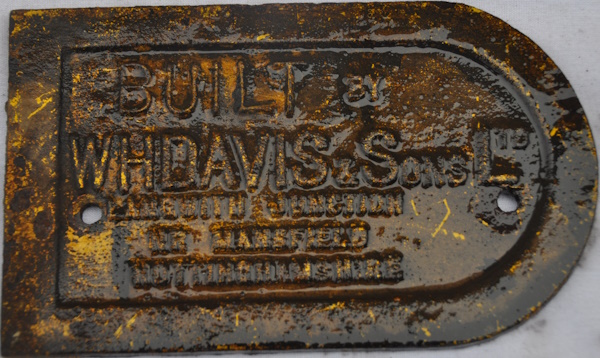 BUILT BY
W H DAVIS & SONS LTD
LANGWITH JUNCTION
NR MANSFIELD
NOTTINGHAMSHIRE